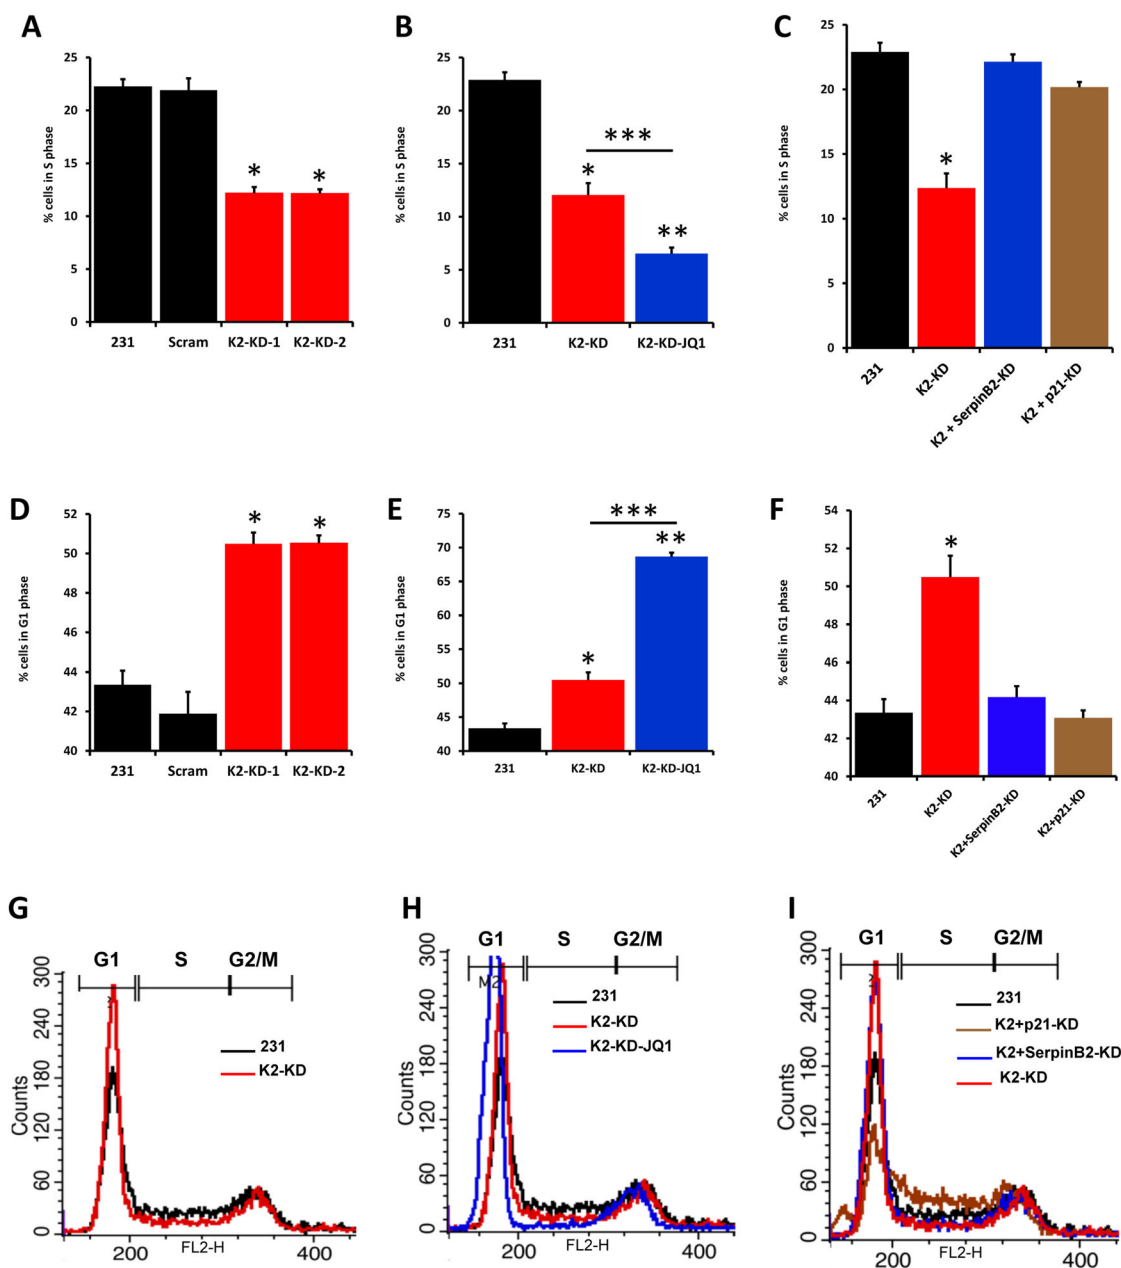 A
% cells in S phase
25
20
15
10
5
0
*
*
231
Scram
K2-KD-1
K2-KD-2
B
% cells in S phase
25
20
15
10
5
0
***
*
**
231
K2-KD
K2-KD-JQ1
C
% cells in S phase
25
20
15
10
5
0
*
231
K2-KD
K2 + SerpinB2-KD
K2 + p21-KD
D
% cells in G1 phase
52
50
48
46
44
42
40
*
*
231
Scram
K2-KD-1
K2-KD-2
E
% cells in G1 phase
75
70
65
60
55
50
45
40
***
*
**
231
K2-KD
K2-KD-JQ1
F
% cells in G1 phase
54
52
50
48
46
44
42
40
*
231
K2-KD
K2+SerpinB2-KD
K2+p21-KD
G
G1 S G2/M
Counts
300
240
180
120
60
0
231
K2-KD
200 400
FL2-H
H
G1 S G2/M
M2
Counts
300
240
180
120
60
0
231
K2-KD
K2-KD-JQ1
200 400
FL2-H
I
G1 S G2/M
Counts
300
240
180
120
60
0
231
K2+p21-KD
K2+SerpinB2-KD
K2-KD
200 400
FL2-H